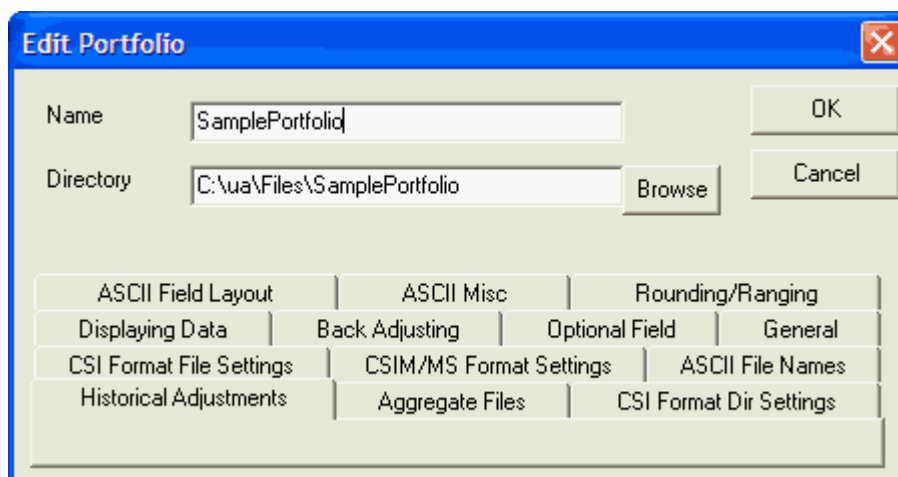 Edit Portfolio
Name SamplePortfolio OK
Directory C:\ua\Files\SamplePortfolio Browse Cancel
ASCII Field Layout ASCII Misc Rounding/Ranging
Displaying Data Back Adjusting Optional Field General
CSI Format File Settings CSIM/MS Format Settings ASCII File Names
Historical Adjustments Aggregate Files CSI Format Dir Settings